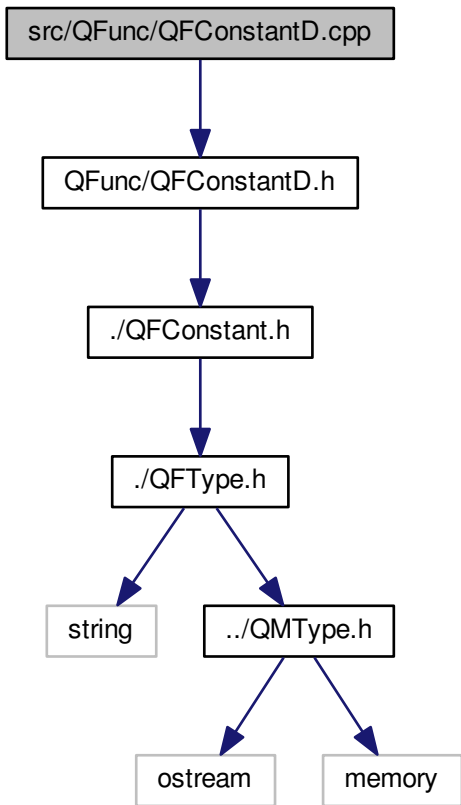 src/QFunc/QFConstantD.cpp
QFunc/QFConstantD.h
./QFConstant.h
./QFType.h
string
../QMType.h
ostream
memory